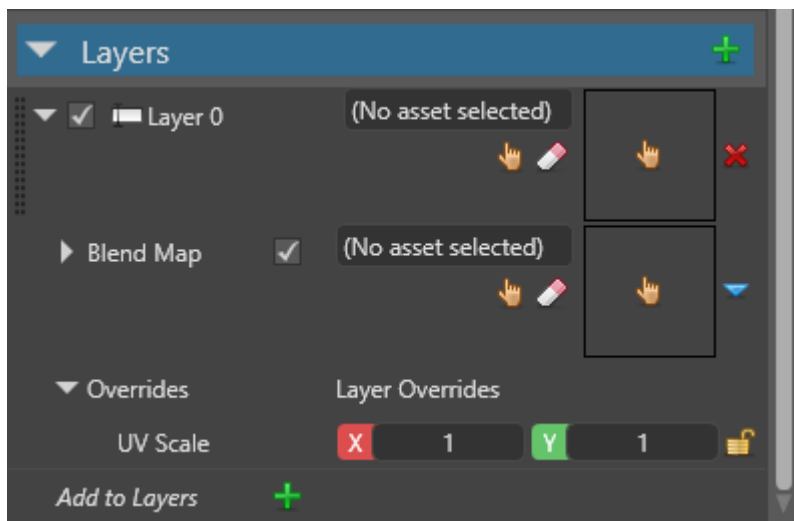 Layers
Layer 0 (No asset selected)
Blend Map (No asset selected)
Overrides Layer Overrides
UV Scale X 1 Y 1
Add to Layers